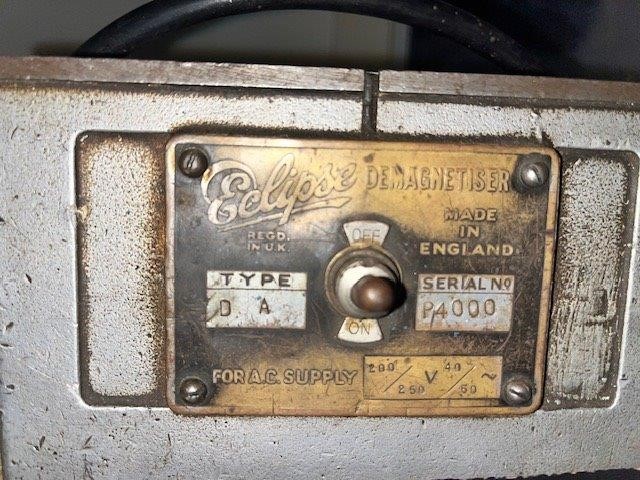 Eclipse DEMAGNETISER
REGD.
IN U.K.
OFF
MADE
IN
ENGLAND
TYPE
D A
SERIAL NO
P4000
ON
FOR A.C. SUPPLY
200/250 V 40/50 ~